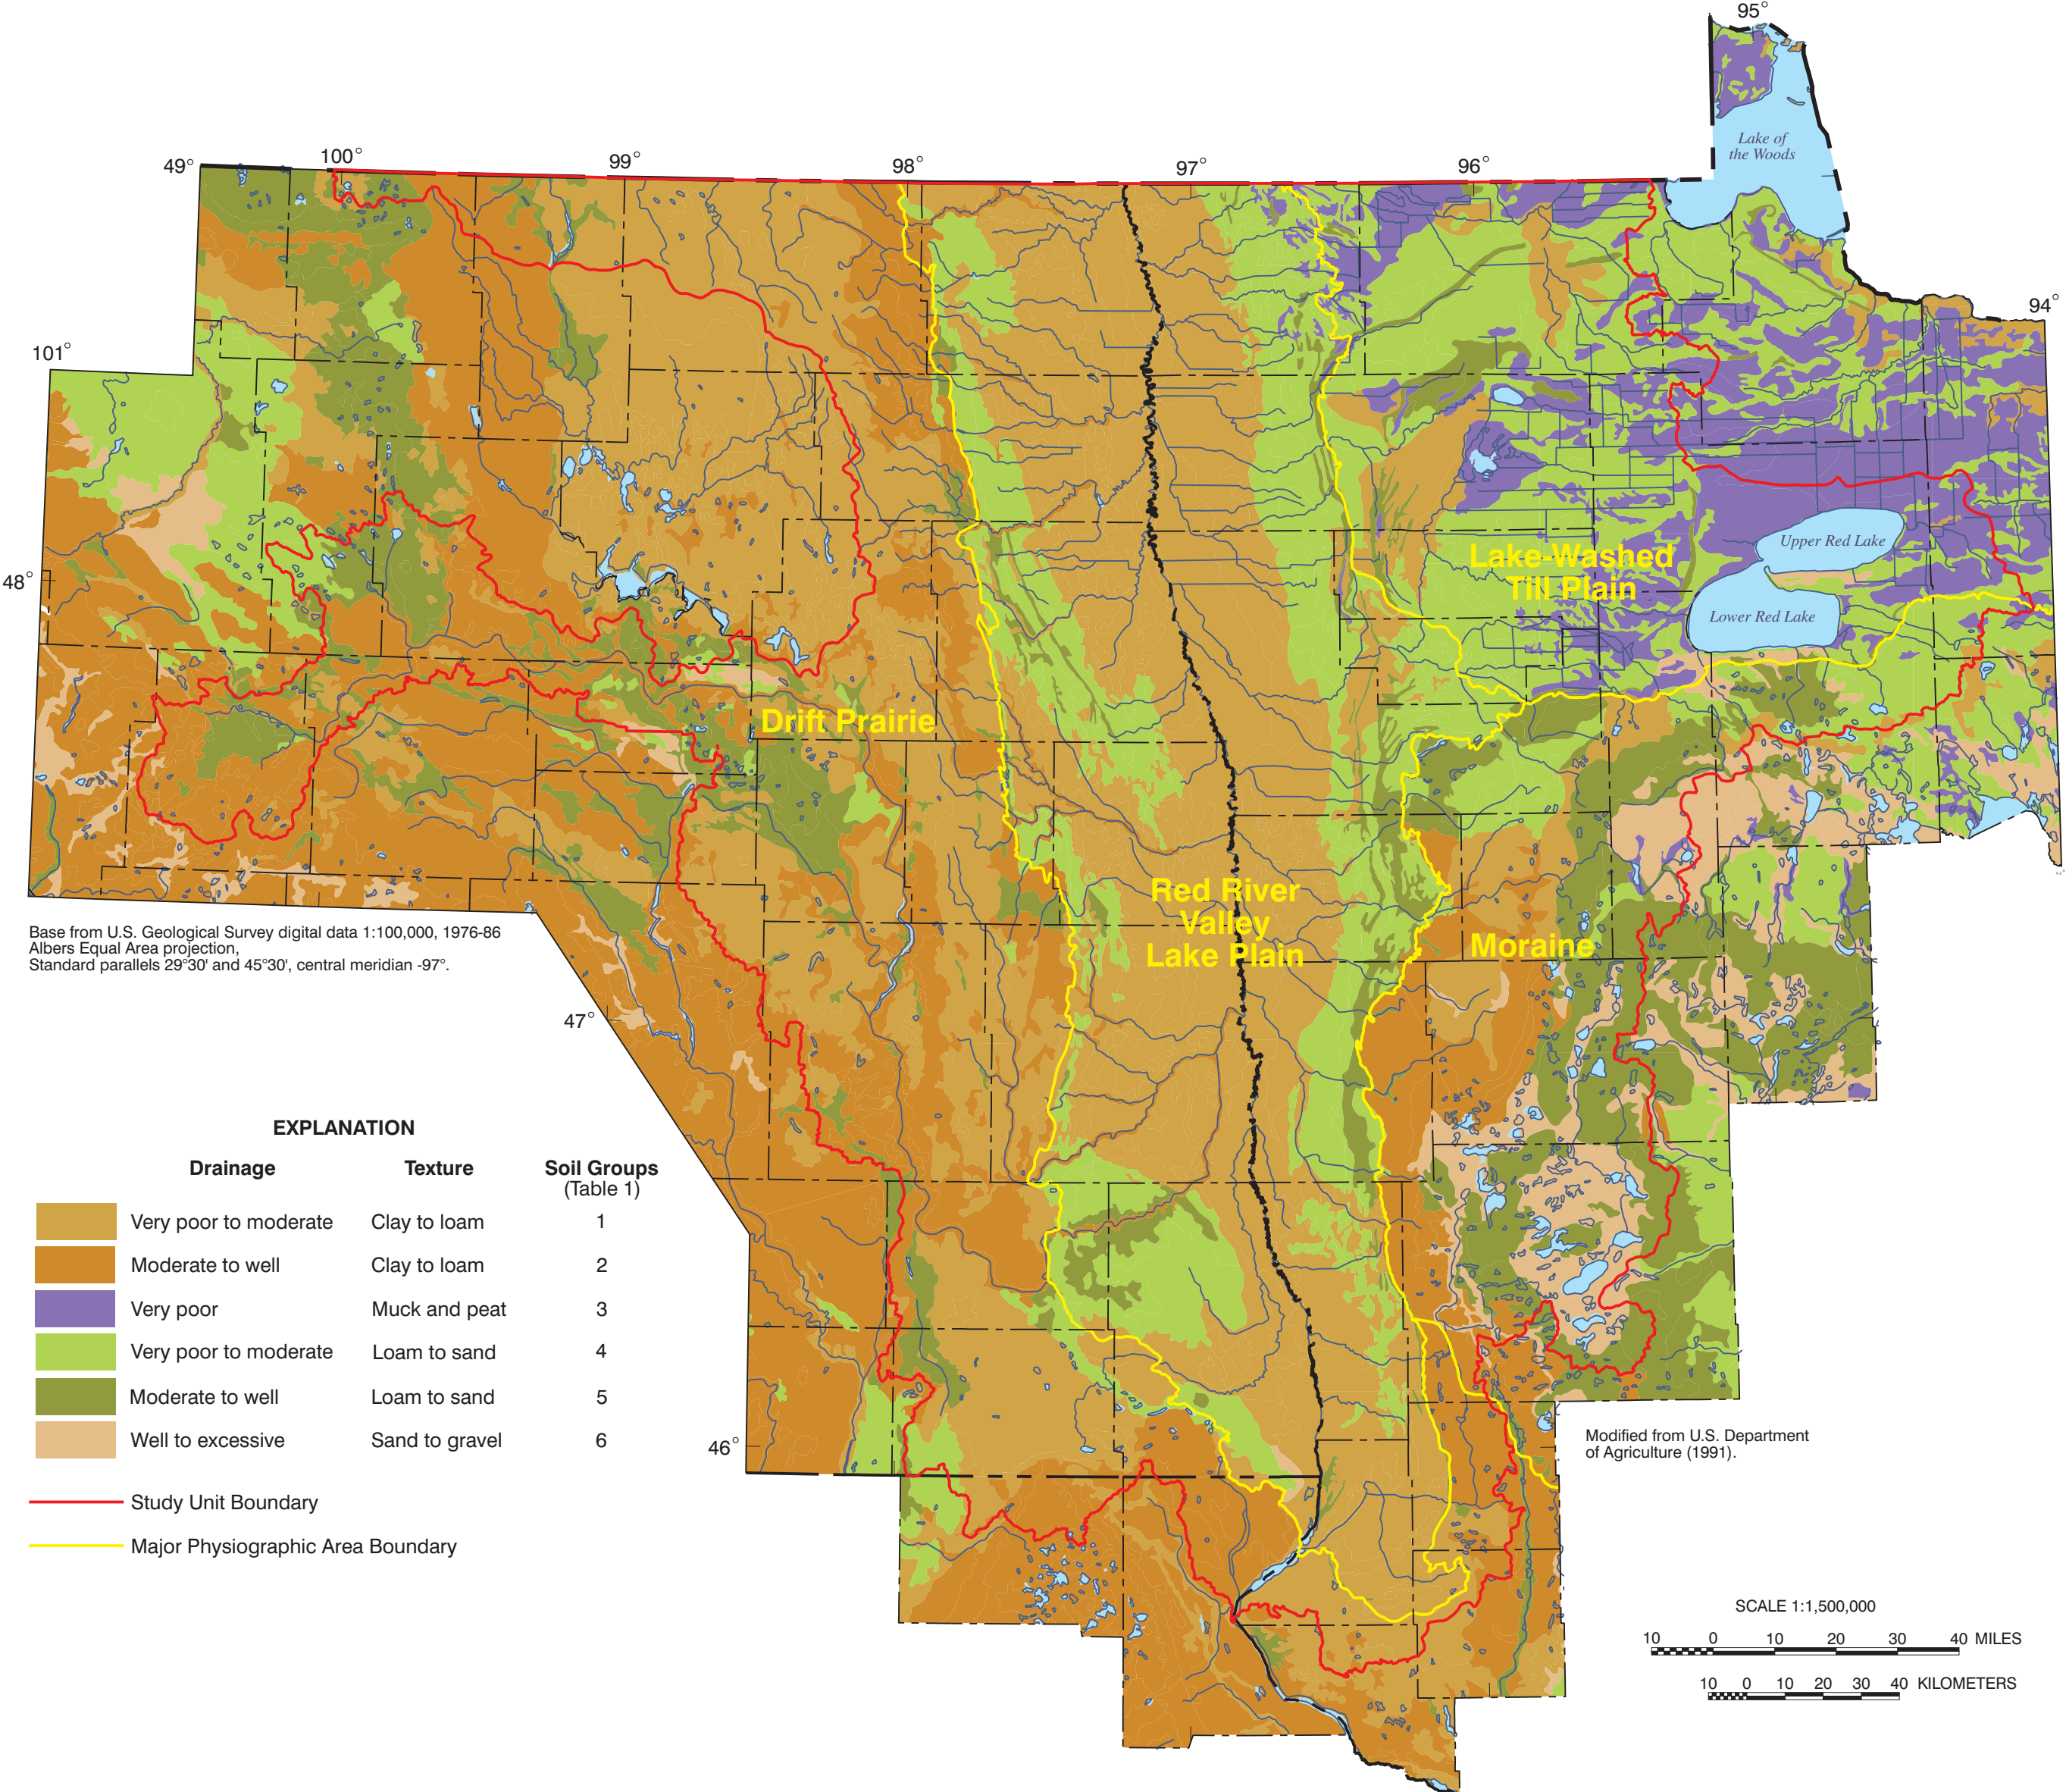 95°
Lake of
the Woods
49°
100°
99°
98°
97°
96°
94°
101°
Upper Red Lake
Lake-Washed
Till Plain
48°
Lower Red Lake
Drift Prairie
Red River
Valley
Lake Plain
Moraine
Base from U.S. Geological Survey digital data 1:100,000, 1976-86
Albers Equal Area projection,
Standard parallels 29°30' and 45°30', central meridian -97°.
47°
EXPLANATION
Drainage Texture Soil Groups
(Table 1)
Very poor to moderate Clay to loam 1
Moderate to well Clay to loam 2
Very poor Muck and peat 3
Very poor to moderate Loam to sand 4
Moderate to well Loam to sand 5
Well to excessive Sand to gravel 6
46°
Modified from U.S. Department
of Agriculture (1991).
Study Unit Boundary
Major Physiographic Area Boundary
SCALE 1:1,500,000
10 0 10 20 30 40 MILES
10 0 10 20 30 40 KILOMETERS